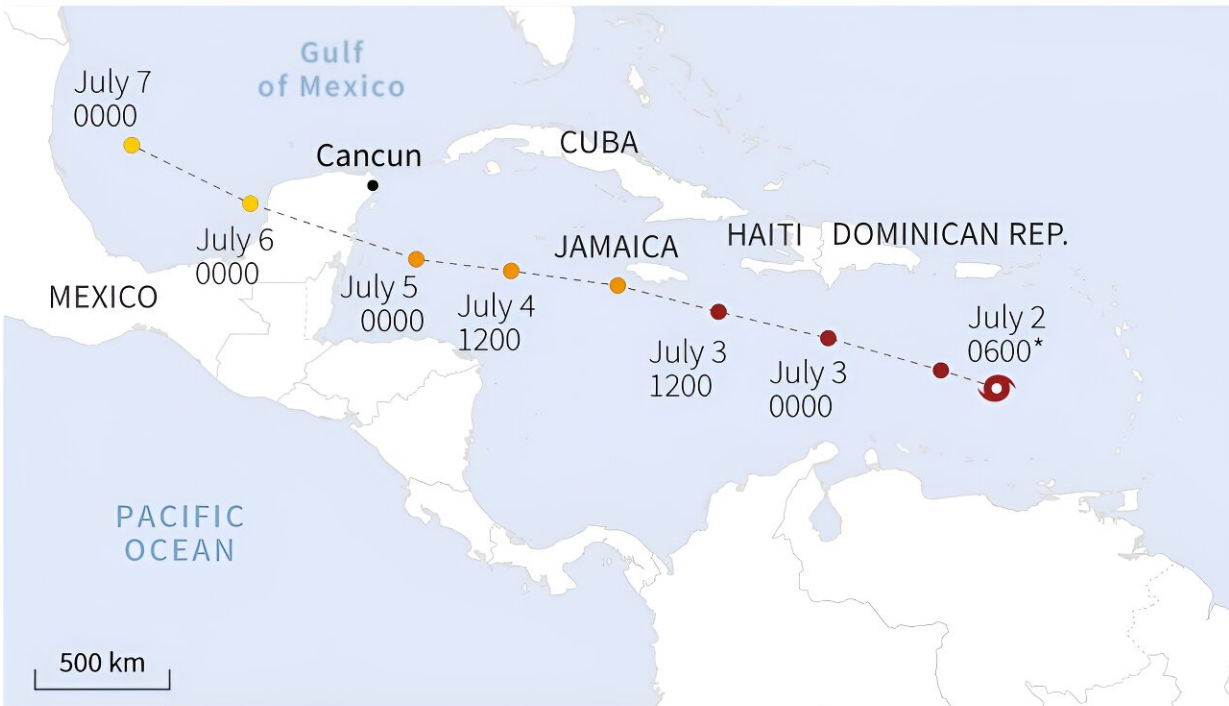 Gulf
of Mexico
July 7
0000
Cancun
CUBA
July 6
0000
JAMAICA
HAITI
DOMINICAN REP.
MEXICO
July 5
0000
July 4
1200
July 3
1200
July 3
0000
July 2
0600*
PACIFIC
OCEAN
500 km